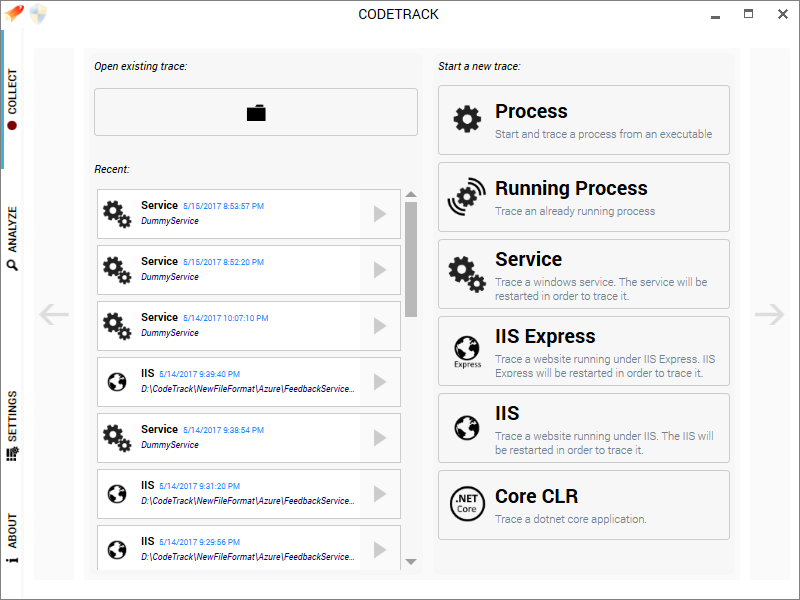 CODETRACK
COLLECT
ANALYZE
SETTINGS
ABOUT
Open existing trace:
Recent:
Service 5/15/2017 8:53:57 PM
DummyService
Service 5/15/2017 8:52:20 PM
DummyService
Service 5/14/2017 10:07:10 PM
DummyService
IIS 5/14/2017 9:39:40 PM
D:\CodeTrack\NewFileFormat\Azure\FeedbackService...
Service 5/14/2017 9:38:54 PM
DummyService
IIS 5/14/2017 9:31:20 PM
D:\CodeTrack\NewFileFormat\Azure\FeedbackService...
IIS 5/14/2017 9:29:56 PM
D:\CodeTrack\NewFileFormat\Azure\FeedbackService...
Start a new trace:
Process
Start and trace a process from an executable
Running Process
Trace an already running process
Service
Trace a windows service. The service will be
restarted in order to trace it.
Express
IIS Express
Trace a website running under IIS Express. IIS
Express will be restarted in order to trace it.
IIS
Trace a website running under IIS. The IIS will
be restarted in order to trace it.
.NET
Core
Core CLR
Trace a dotnet core application.